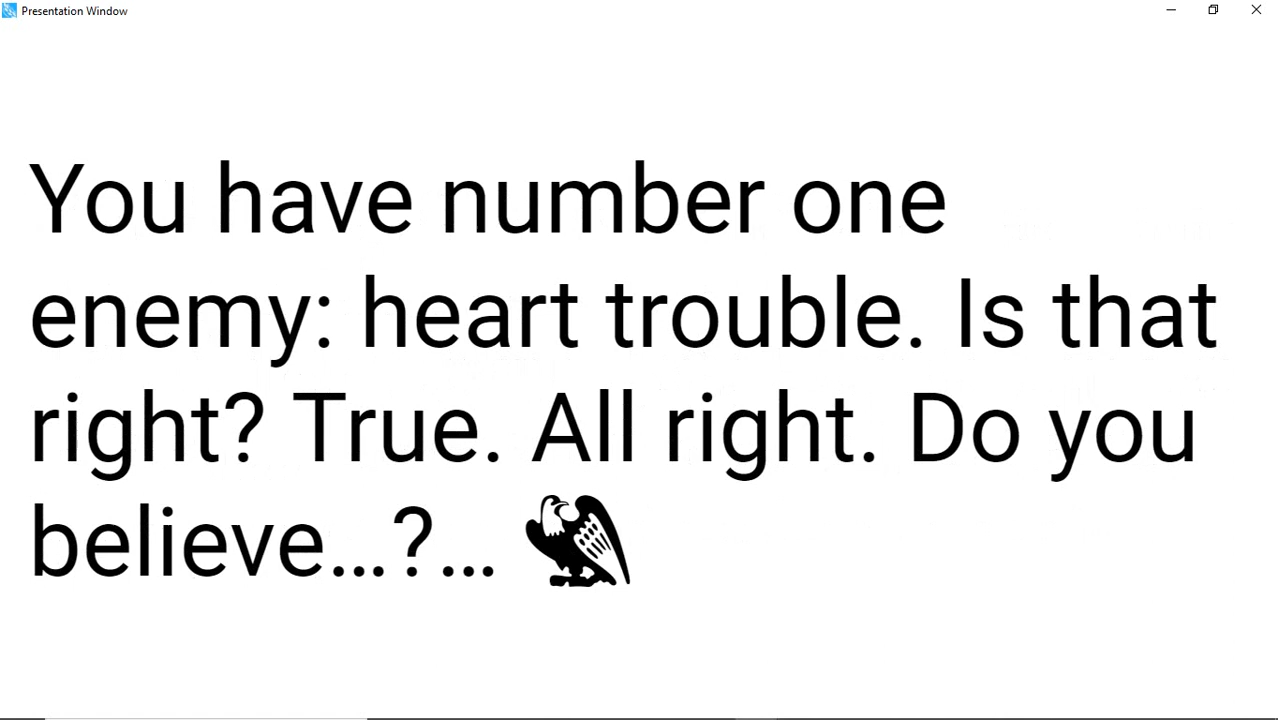 Presentation Window
You have number one
enemy: heart trouble. Is that
right? True. All right. Do you
believe...?...